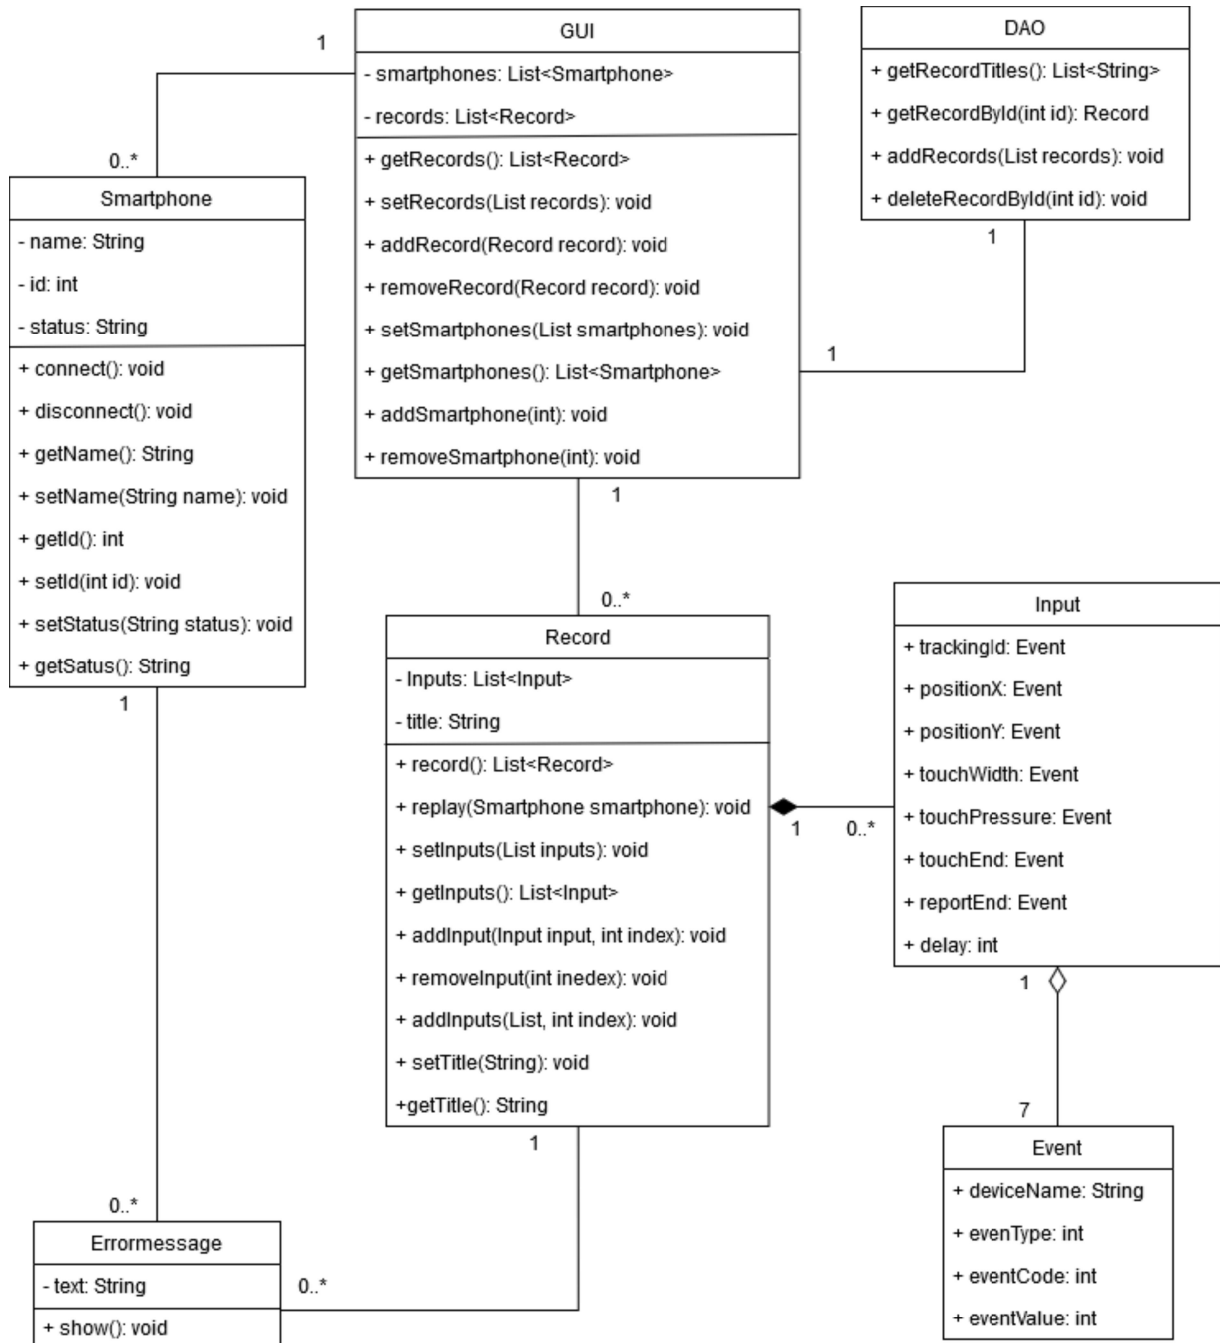 GUI
- smartphones: List<Smartphone>
- records: List<Record>
+ getRecords(): List<Record>
+ setRecords(List records): void
+ addRecord(Record record): void
+ removeRecord(Record record): void
+ setSmartphones(List smartphones): void
+ getSmartphones(): List<Smartphone>
+ addSmartphone(int): void
+ removeSmartphone(int): void
DAO
+ getRecordTitles(): List<String>
+ getRecordById(int id): Record
+ addRecords(List records): void
+ deleteRecordById(int id): void
1
0..*
1
1
Smartphone
- name: String
- id: int
- status: String
+ connect(): void
+ disconnect(): void
+ getName(): String
+ setName(String name): void
+ getId(): int
+ setId(int id): void
+ setStatus(String status): void
+ getSatus(): String
1
0..*
1
0..*
Record
- Inputs: List<Input>
- title: String
+ record(): List<Record>
+ replay(Smartphone smartphone): void
+ setInputs(List inputs): void
+ getInputs(): List<Input>
+ addInput(Input input, int index): void
+ removeInput(int inedex): void
+ addInputs(List, int index): void
+ setTitle(String): void
+getTitle(): String
1
0..*
1
0..*
Input
+ trackingId: Event
+ positionX: Event
+ positionY: Event
+ touchWidth: Event
+ touchPressure: Event
+ touchEnd: Event
+ reportEnd: Event
+ delay: int
1
7
Event
+ deviceName: String
+ evenType: int
+ eventCode: int
+ eventValue: int
Errormessage
- text: String
+ show(): void